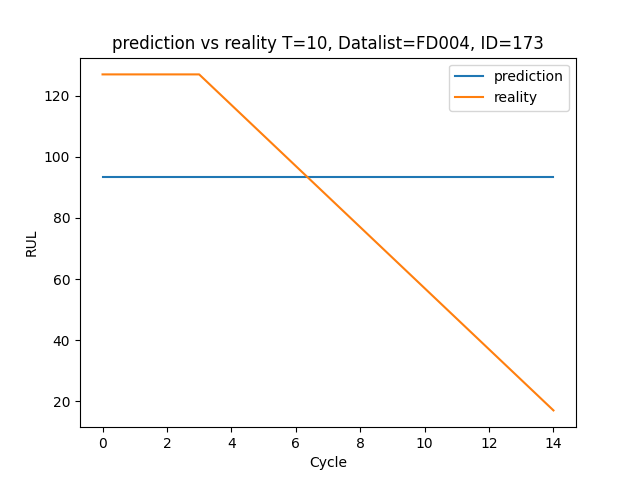 prediction vs reality T=10, Datalist=FD004, ID=173
prediction
reality
RUL
120
100
80
60
40
20
0 2 4 6 8 10 12 14
Cycle